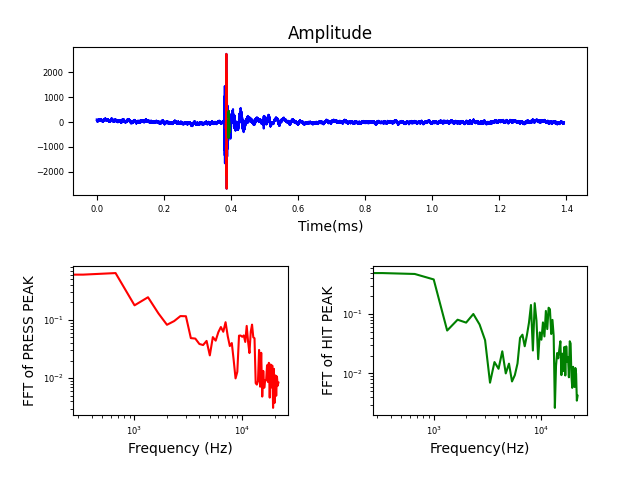 Amplitude
2000
1000
0
−1000
−2000
0.0 0.2 0.4 0.6 0.8 1.0 1.2 1.4
Time(ms)
FFT of PRESS PEAK
10⁻¹
10⁻²
10³ 10⁴
Frequency (Hz)
FFT of HIT PEAK
10⁻¹
10⁻²
10³ 10⁴
Frequency(Hz)